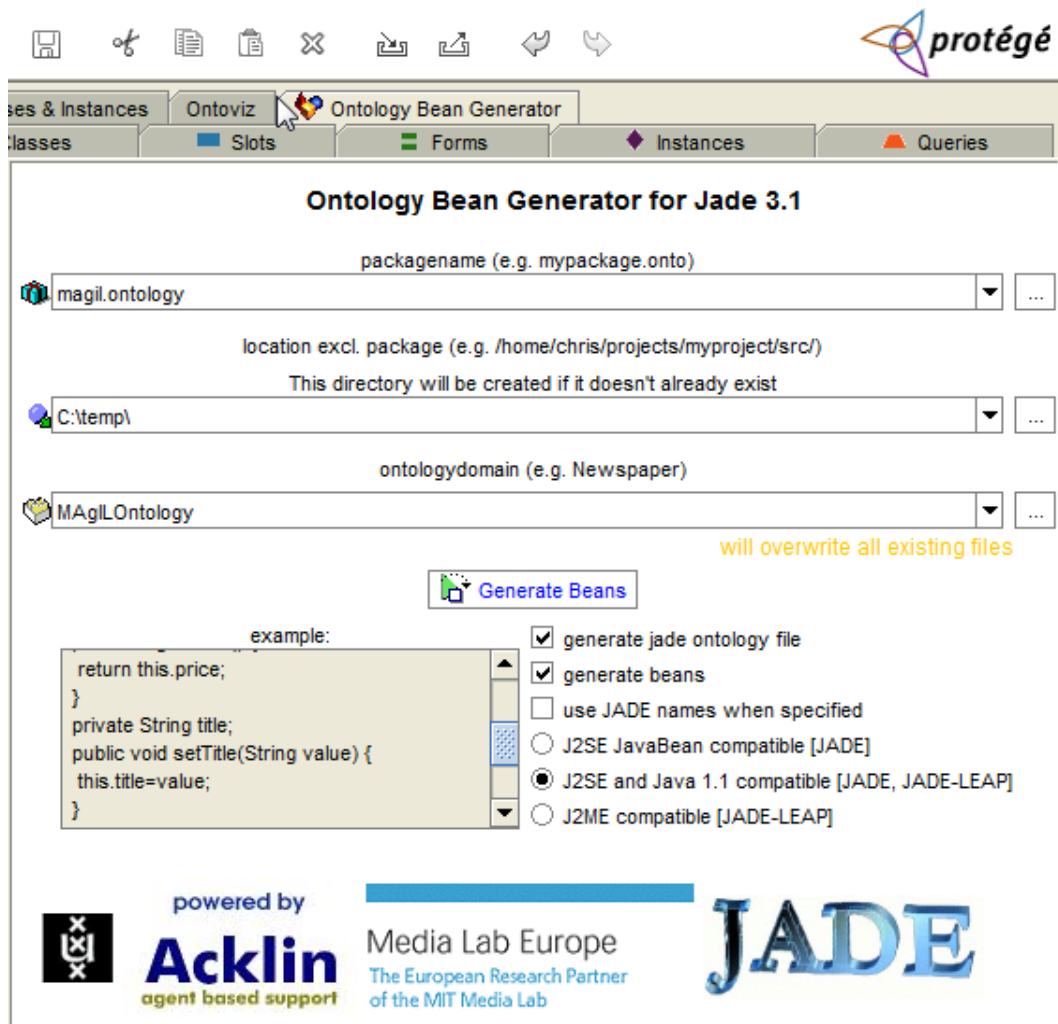 protégé
ses & Instances Ontoviz Ontology Bean Generator
lasses Slots Forms Instances Queries
Ontology Bean Generator for Jade 3.1
packagename (e.g. mypackage.onto)
magil.ontology ...
location excl. package (e.g. /home/chris/projects/myproject/src/)
This directory will be created if it doesn't already exist
C:\temp\ ...
ontologydomain (e.g. Newspaper)
MAgILOntology ...
will overwrite all existing files
Generate Beans
example:
return this.price;
}
private String title;
public void setTitle(String value) {
this.title=value;
}
generate jade ontology file
generate beans
use JADE names when specified
J2SE JavaBean compatible [JADE]
J2SE and Java 1.1 compatible [JADE, JADE-LEAP]
J2ME compatible [JADE-LEAP]
powered by
Acklin
agent based support
Media Lab Europe
The European Research Partner
of the MIT Media Lab
JADE